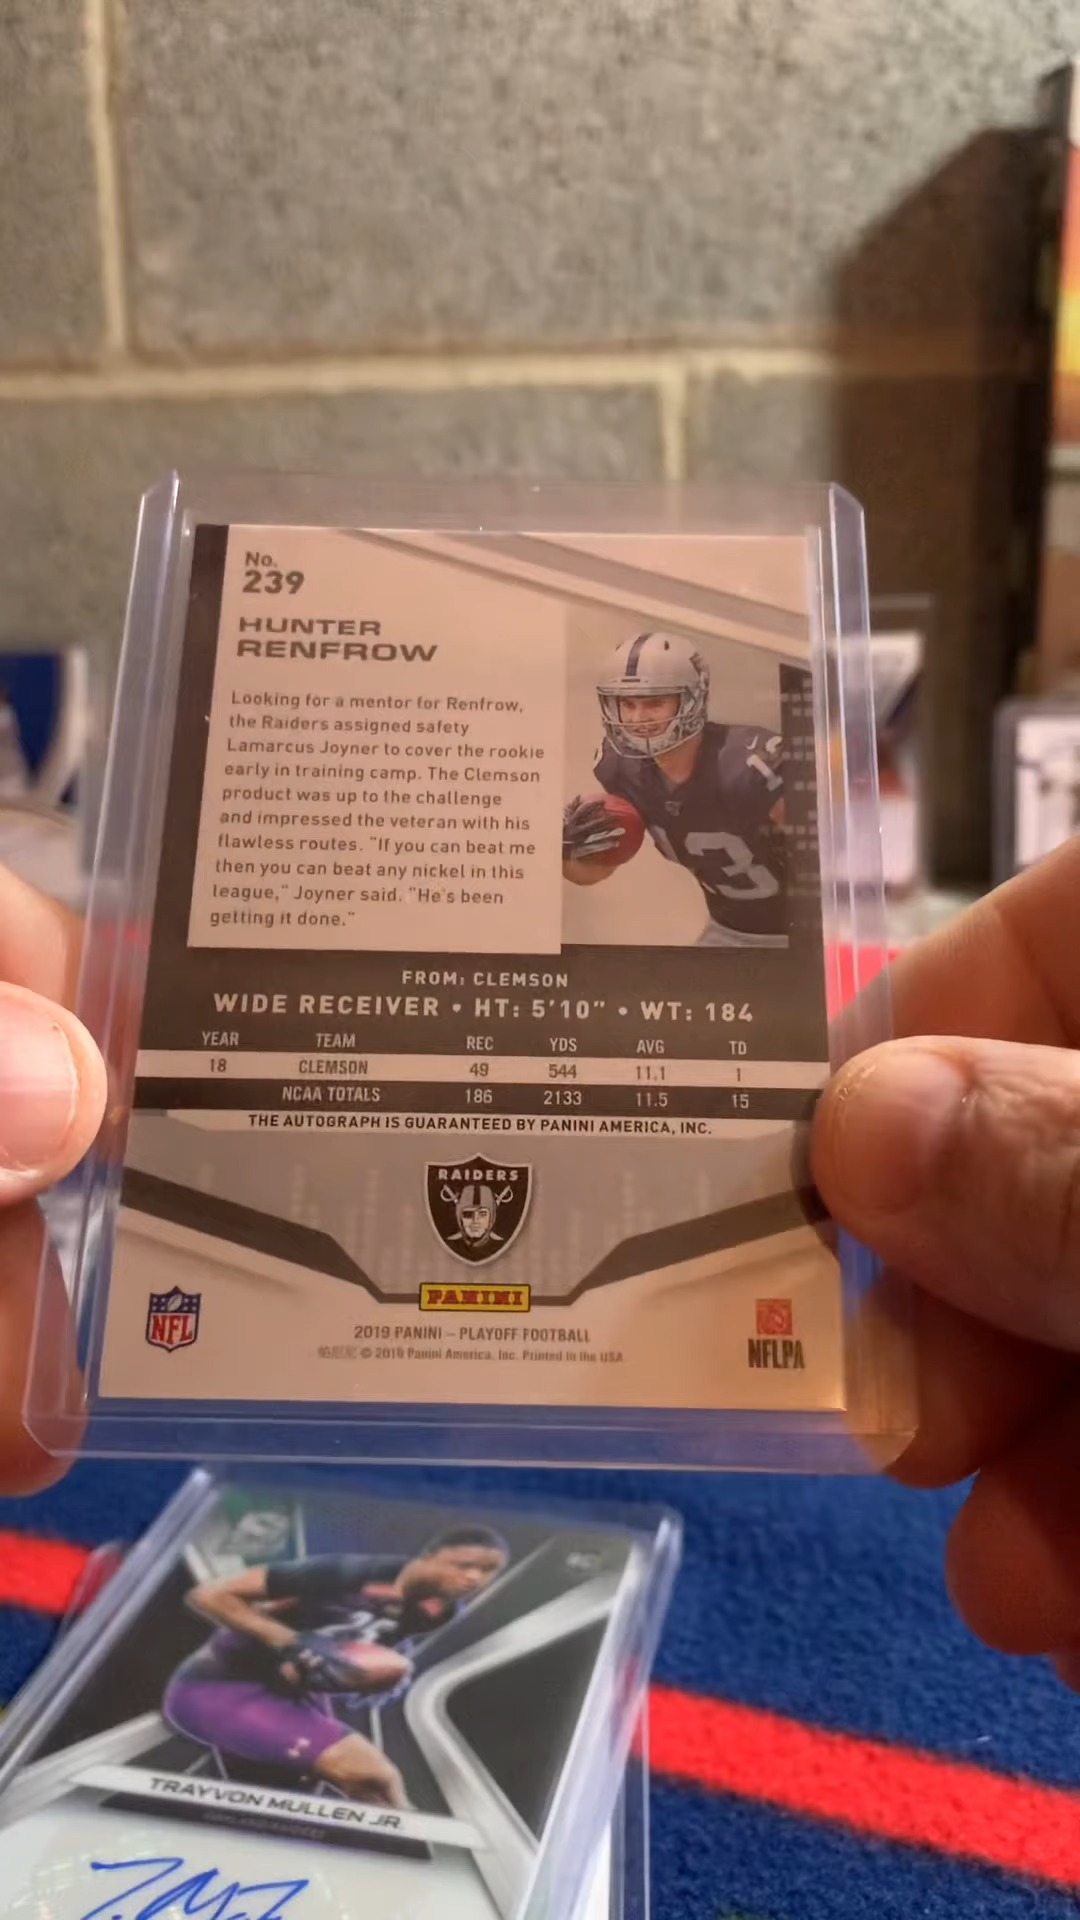 No.
239
HUNTER
RENFROW
Looking for a mentor for Renfrow,
the Raiders assigned safety
Lamarcus Joyner to cover the rookie
early in training camp. The Clemson
product was up to the challenge
and impressed the veteran with his
flawless routes. "If you can beat me
then you can beat any nickel in this
league," Joyner said. "He's been
getting it done."
13
FROM: CLEMSON
WIDE RECEIVER • HT: 5'10" • WT: 184
YEAR TEAM REC YDS AVG TD
18 CLEMSON 49 544 11.1 1
NCAA TOTALS 186 2133 11.5 15
THE AUTOGRAPH IS GUARANTEED BY PANINI AMERICA, INC.
RAIDERS
PANINI
NFL
2019 PANINI – PLAYOFF FOOTBALL
© 2019 Panini America, Inc. Printed in the USA
NFLPA
TRAYVON MULLEN JR.